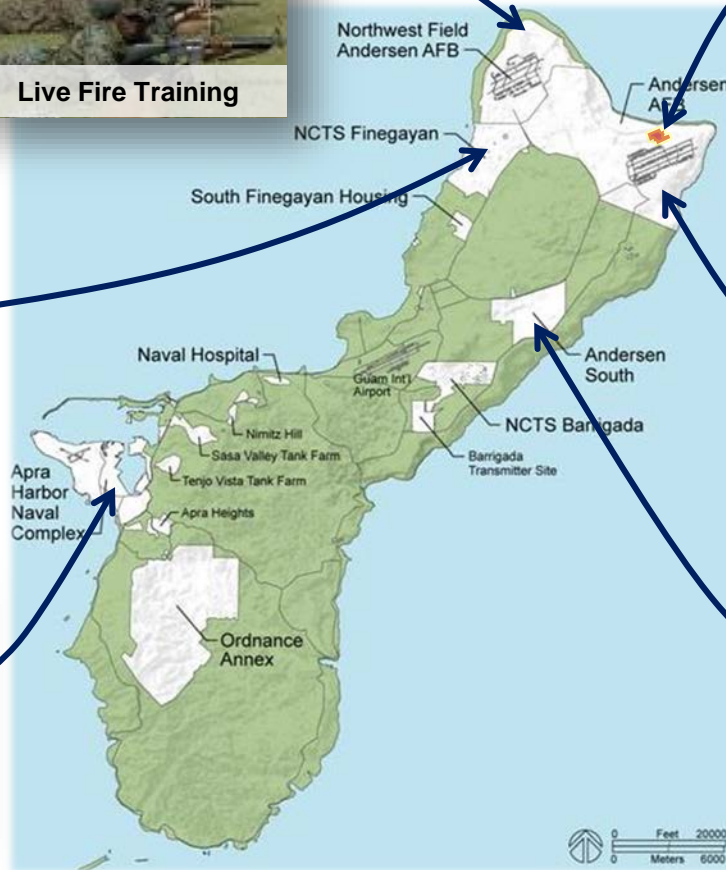 Live Fire Training
Northwest Field
Andersen AFB
Andersen
AFB
NCTS Finegayan
South Finegayan Housing
Naval Hospital
Guam Int'l
Airport
Andersen
South
Nimitz Hill
NCTS Barrigada
Sasa Valley Tank Farm
Barrigada
Transmitter Site
Tenjo Vista Tank Farm
Apra
Harbor
Naval
Complex
Apra Heights
Ordnance
Annex
0 Feet 20000
0 Meters 6000